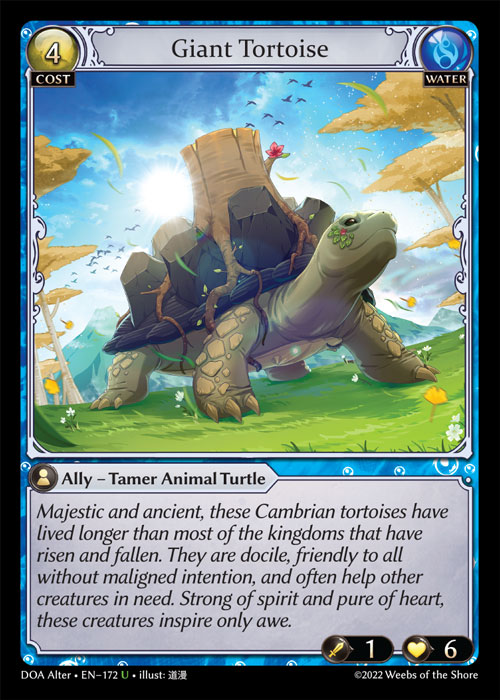 4
COST
Giant Tortoise
WATER
Ally – Tamer Animal Turtle
Majestic and ancient, these Cambrian tortoises have
lived longer than most of the kingdoms that have
risen and fallen. They are docile, friendly to all
without maligned intention, and often help other
creatures in need. Strong of spirit and pure of heart,
these creatures inspire only awe.
1
6
DOA Alter • EN–172 U • illust: 道漫
©2022 Weebs of the Shore